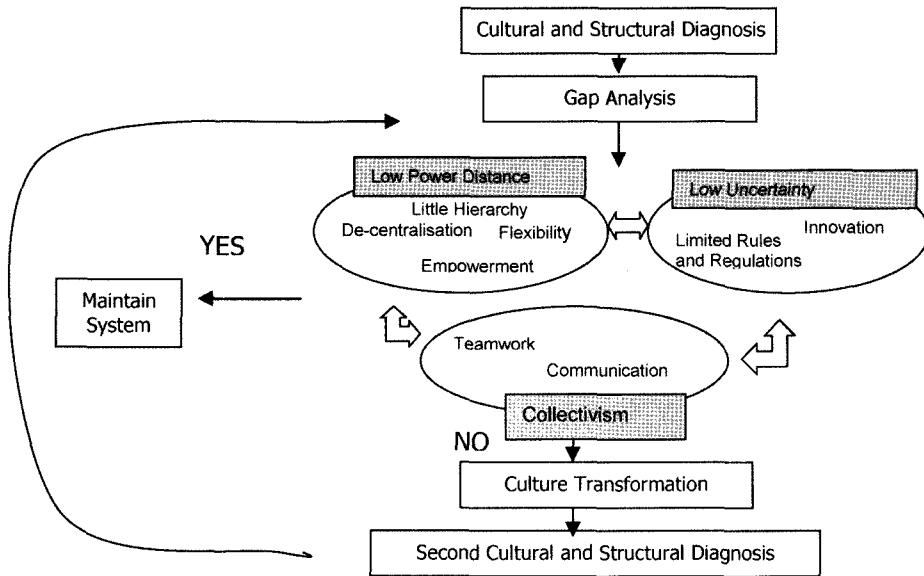 Cultural and Structural Diagnosis
Gap Analysis
Low Power Distance
Low Uncertainty
Little Hierarchy
De-centralisation Flexibility
Empowerment
Innovation
Limited Rules
and Regulations
YES
Maintain
System
Teamwork
Communication
Collectivism
NO
Culture Transformation
Second Cultural and Structural Diagnosis